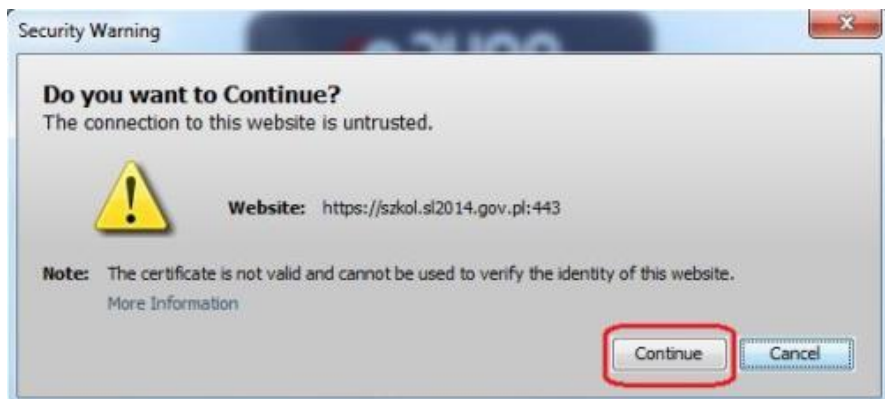 Security Warning
Do you want to Continue?
The connection to this website is untrusted.
Website: https://szkol.sl2014.gov.pl:443
Note: The certificate is not valid and cannot be used to verify the identity of this website.
More Information
Continue Cancel